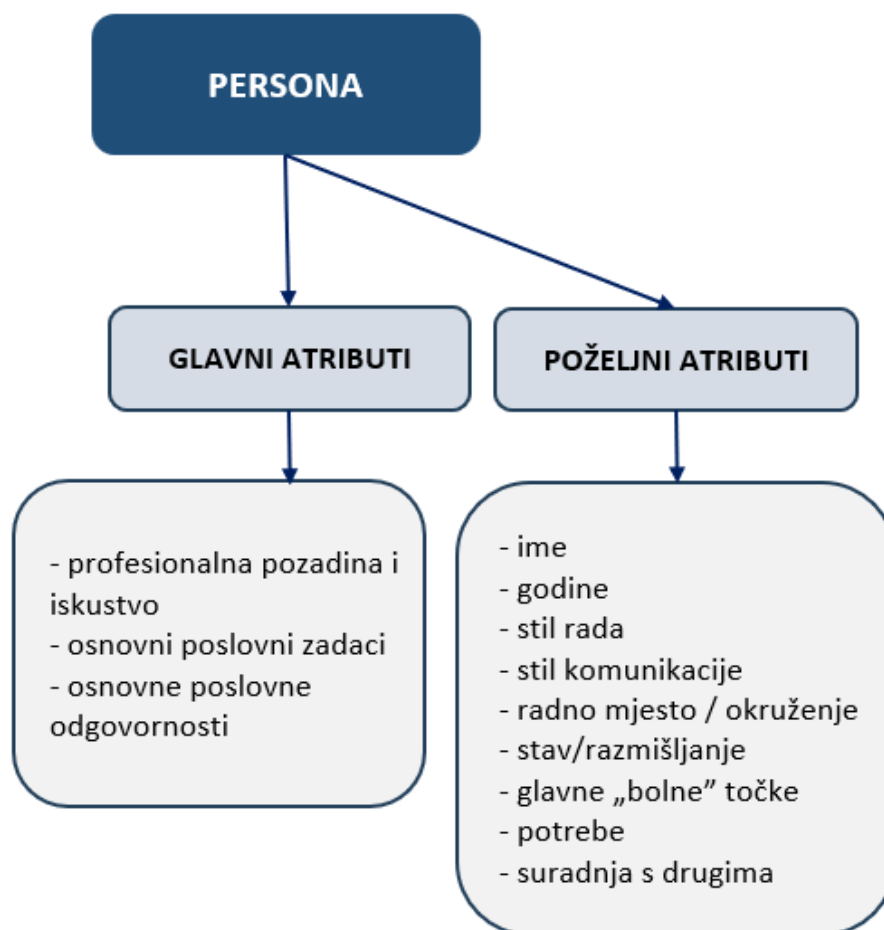 PERSONA
GLAVNI ATRIBUTI
POŽELJNI ATRIBUTI
- profesionalna pozadina i
iskustvo
- osnovni poslovni zadaci
- osnovne poslovne
odgovornosti
- ime
- godine
- stil rada
- stil komunikacije
- radno mjesto / okruženje
- stav/razmišljanje
- glavne „bolne” točke
- potrebe
- suradnja s drugima